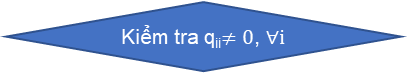 Kiểm tra qᵢᵢ≠ 0, ∀i